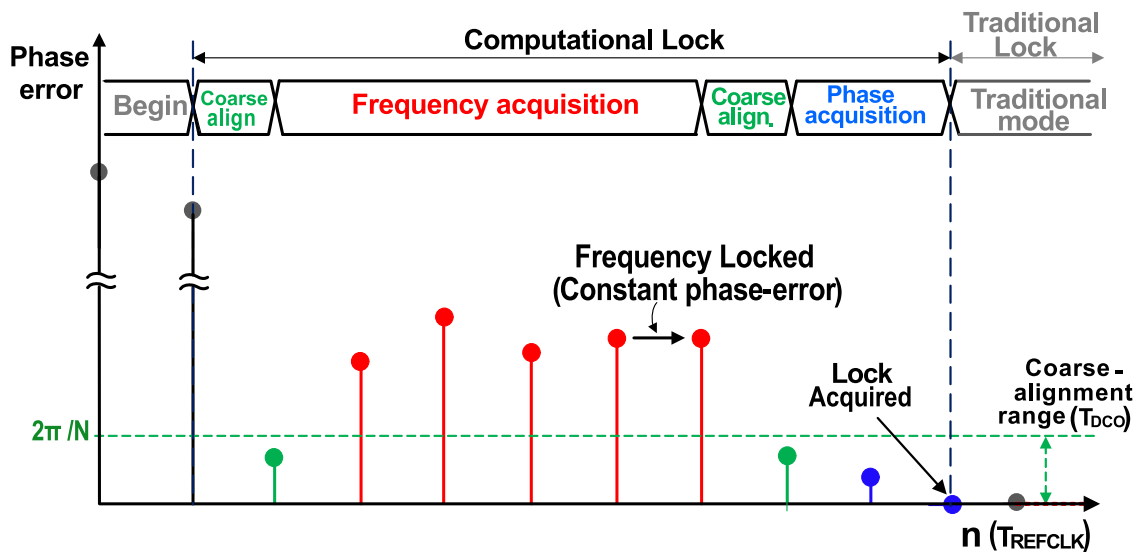 Traditional
Lock
Computational Lock
Phase
error
Begin
Coarse
align
Frequency acquisition
Coarse
align.
Phase
acquisition
Traditional
mode
Frequency Locked
(Constant phase-error)
Lock
Acquired
Coarse-
alignment
range (TDCO)
2π /N
n (TREFCLK)